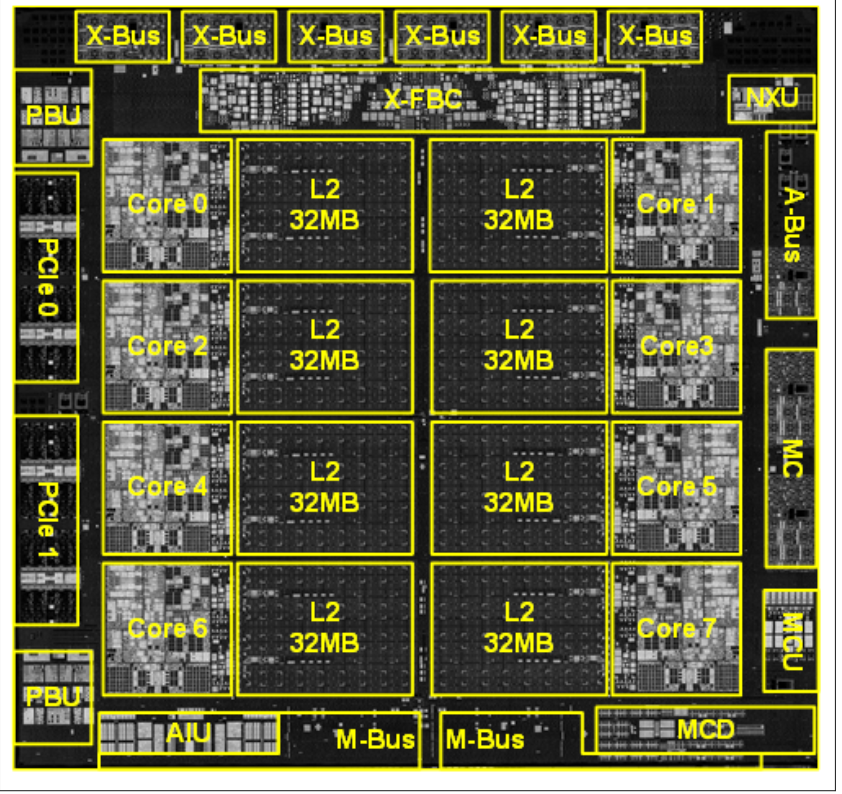 X-Bus X-Bus X-Bus X-Bus X-Bus X-Bus
PBU
X-FBC
NXU
Core 0
L2
32MB
L2
32MB
Core 1
A-Bus
PCIe 0
Core 2
L2
32MB
L2
32MB
Core3
MC
PCIe 1
Core 4
L2
32MB
L2
32MB
Core 5
Core 6
L2
32MB
L2
32MB
Core 7
MCU
PBU
AIU
M-Bus
M-Bus
MCD